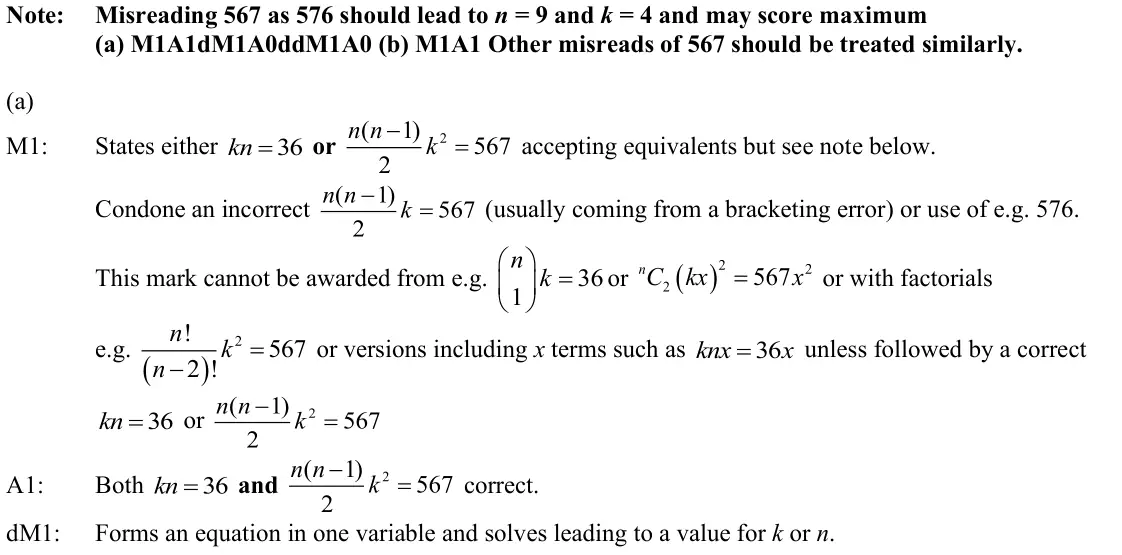 Note: Misreading 567 as 576 should lead to n = 9 and k = 4 and may score maximum
(a) M1A1dM1A0ddM1A0 (b) M1A1 Other misreads of 567 should be treated similarly.
(a)
M1: States either kn = 36 or n(n−1)/2 k² = 567 accepting equivalents but see note below.
Condone an incorrect n(n−1)/2 k = 567 (usually coming from a bracketing error) or use of e.g. 576.
This mark cannot be awarded from e.g. (n 1) k = 36 or ⁿC₂(kx)² = 567x² or with factorials
e.g. n!/(n−2)! k² = 567 or versions including x terms such as knx = 36x unless followed by a correct
kn = 36 or n(n−1)/2 k² = 567
A1: Both kn = 36 and n(n−1)/2 k² = 567 correct.
dM1: Forms an equation in one variable and solves leading to a value for k or n.